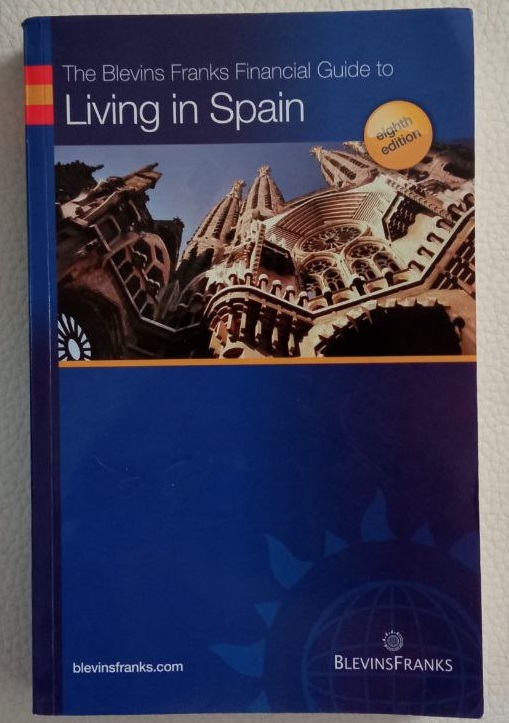 The Blevins Franks Financial Guide to
Living in Spain
eighth
edition
blevinsfranks.com
BLEVINSFRANKS